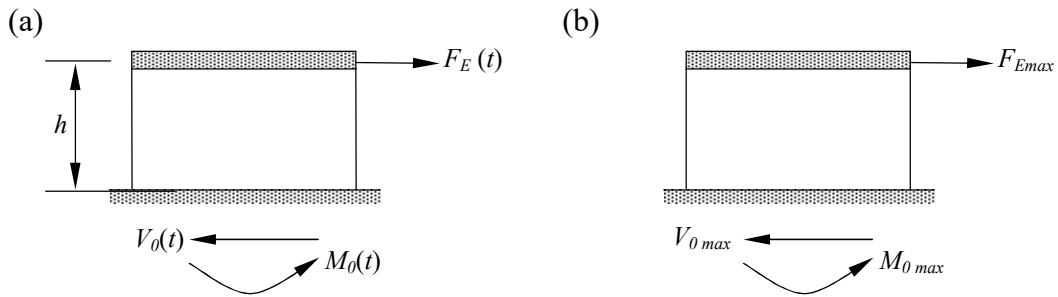 (a)
F_E (t)
h
V_0(t)
M_0(t)
(b)
F_Emax
V_0 max
M_0 max